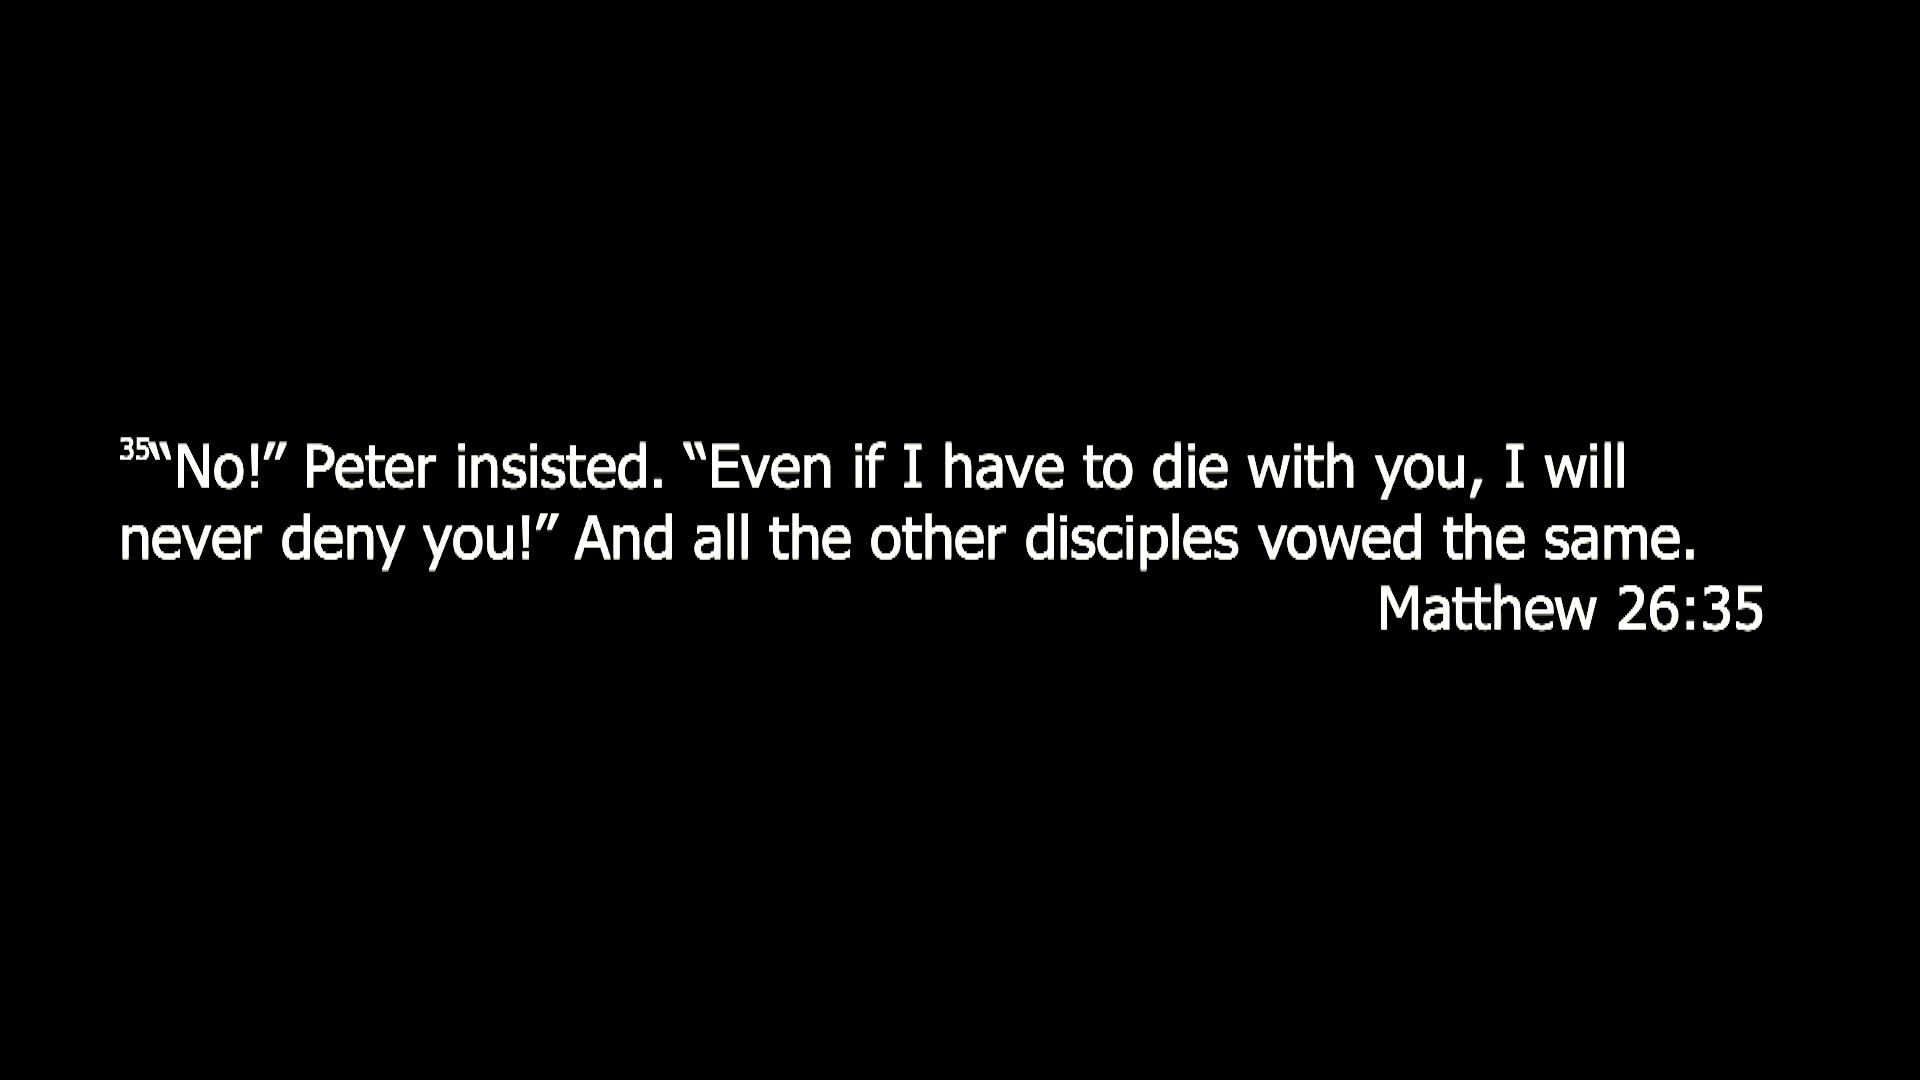 35“No!” Peter insisted. “Even if I have to die with you, I will
never deny you!” And all the other disciples vowed the same.
Matthew 26:35